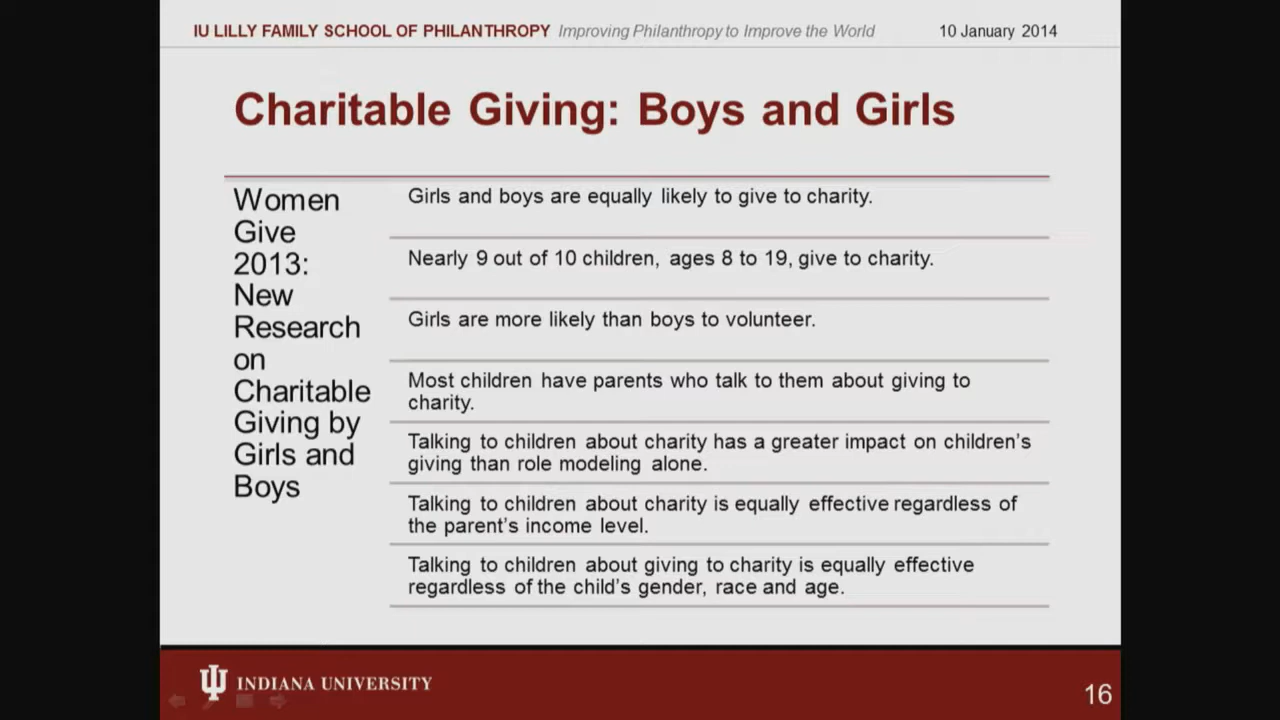 IU LILLY FAMILY SCHOOL OF PHILANTHROPY Improving Philanthropy to Improve the World 10 January 2014
Charitable Giving: Boys and Girls
Women
Give
2013:
New
Research
on
Charitable
Giving by
Girls and
Boys
Girls and boys are equally likely to give to charity.
Nearly 9 out of 10 children, ages 8 to 19, give to charity.
Girls are more likely than boys to volunteer.
Most children have parents who talk to them about giving to
charity.
Talking to children about charity has a greater impact on children's
giving than role modeling alone.
Talking to children about charity is equally effective regardless of
the parent's income level.
Talking to children about giving to charity is equally effective
regardless of the child's gender, race and age.
INDIANA UNIVERSITY
16